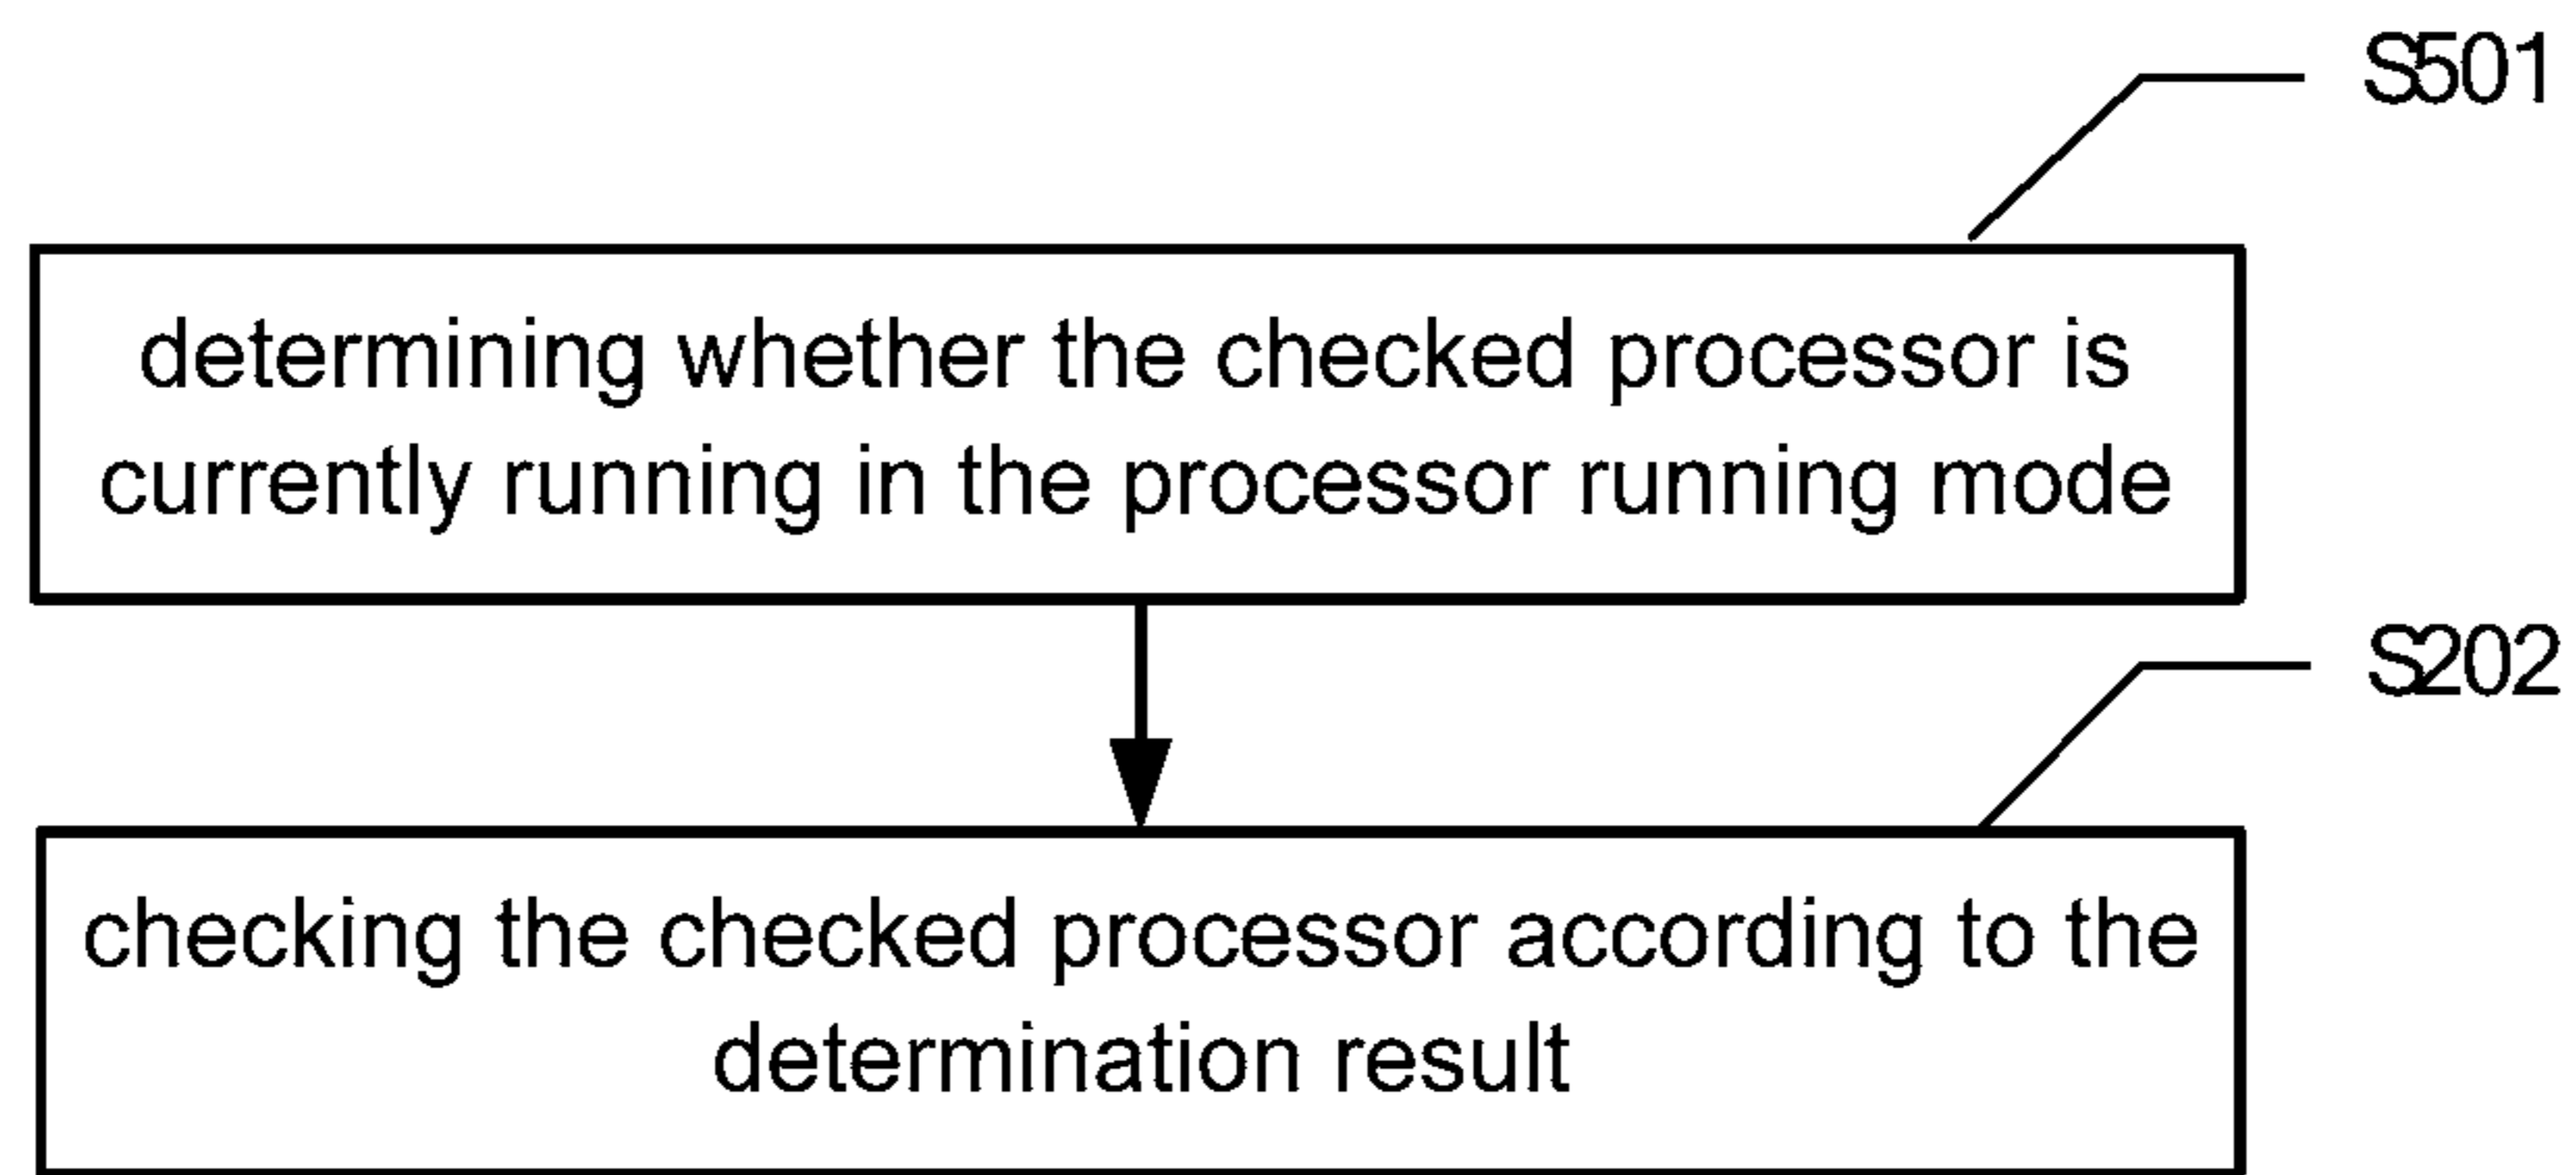 S501
determining whether the checked processor is
currently running in the processor running mode
S202
checking the checked processor according to the
determination result